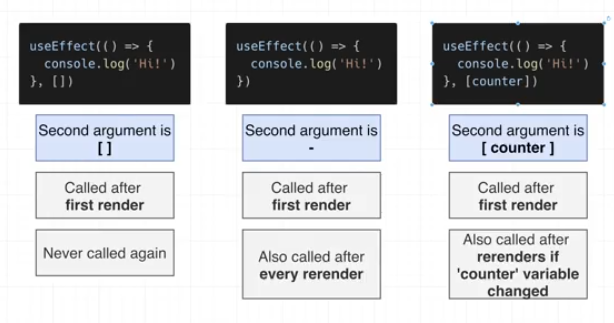 useEffect(() => {
  console.log('Hi!')
}, [])
Second argument is
[ ]
Called after
first render
Never called again
useEffect(() => {
  console.log('Hi!')
})
Second argument is
-
Called after
first render
Also called after
every rerender
useEffect(() => {
  console.log('Hi!')
}, [counter])
Second argument is
[ counter ]
Called after
first render
Also called after
rerenders if
'counter' variable
changed